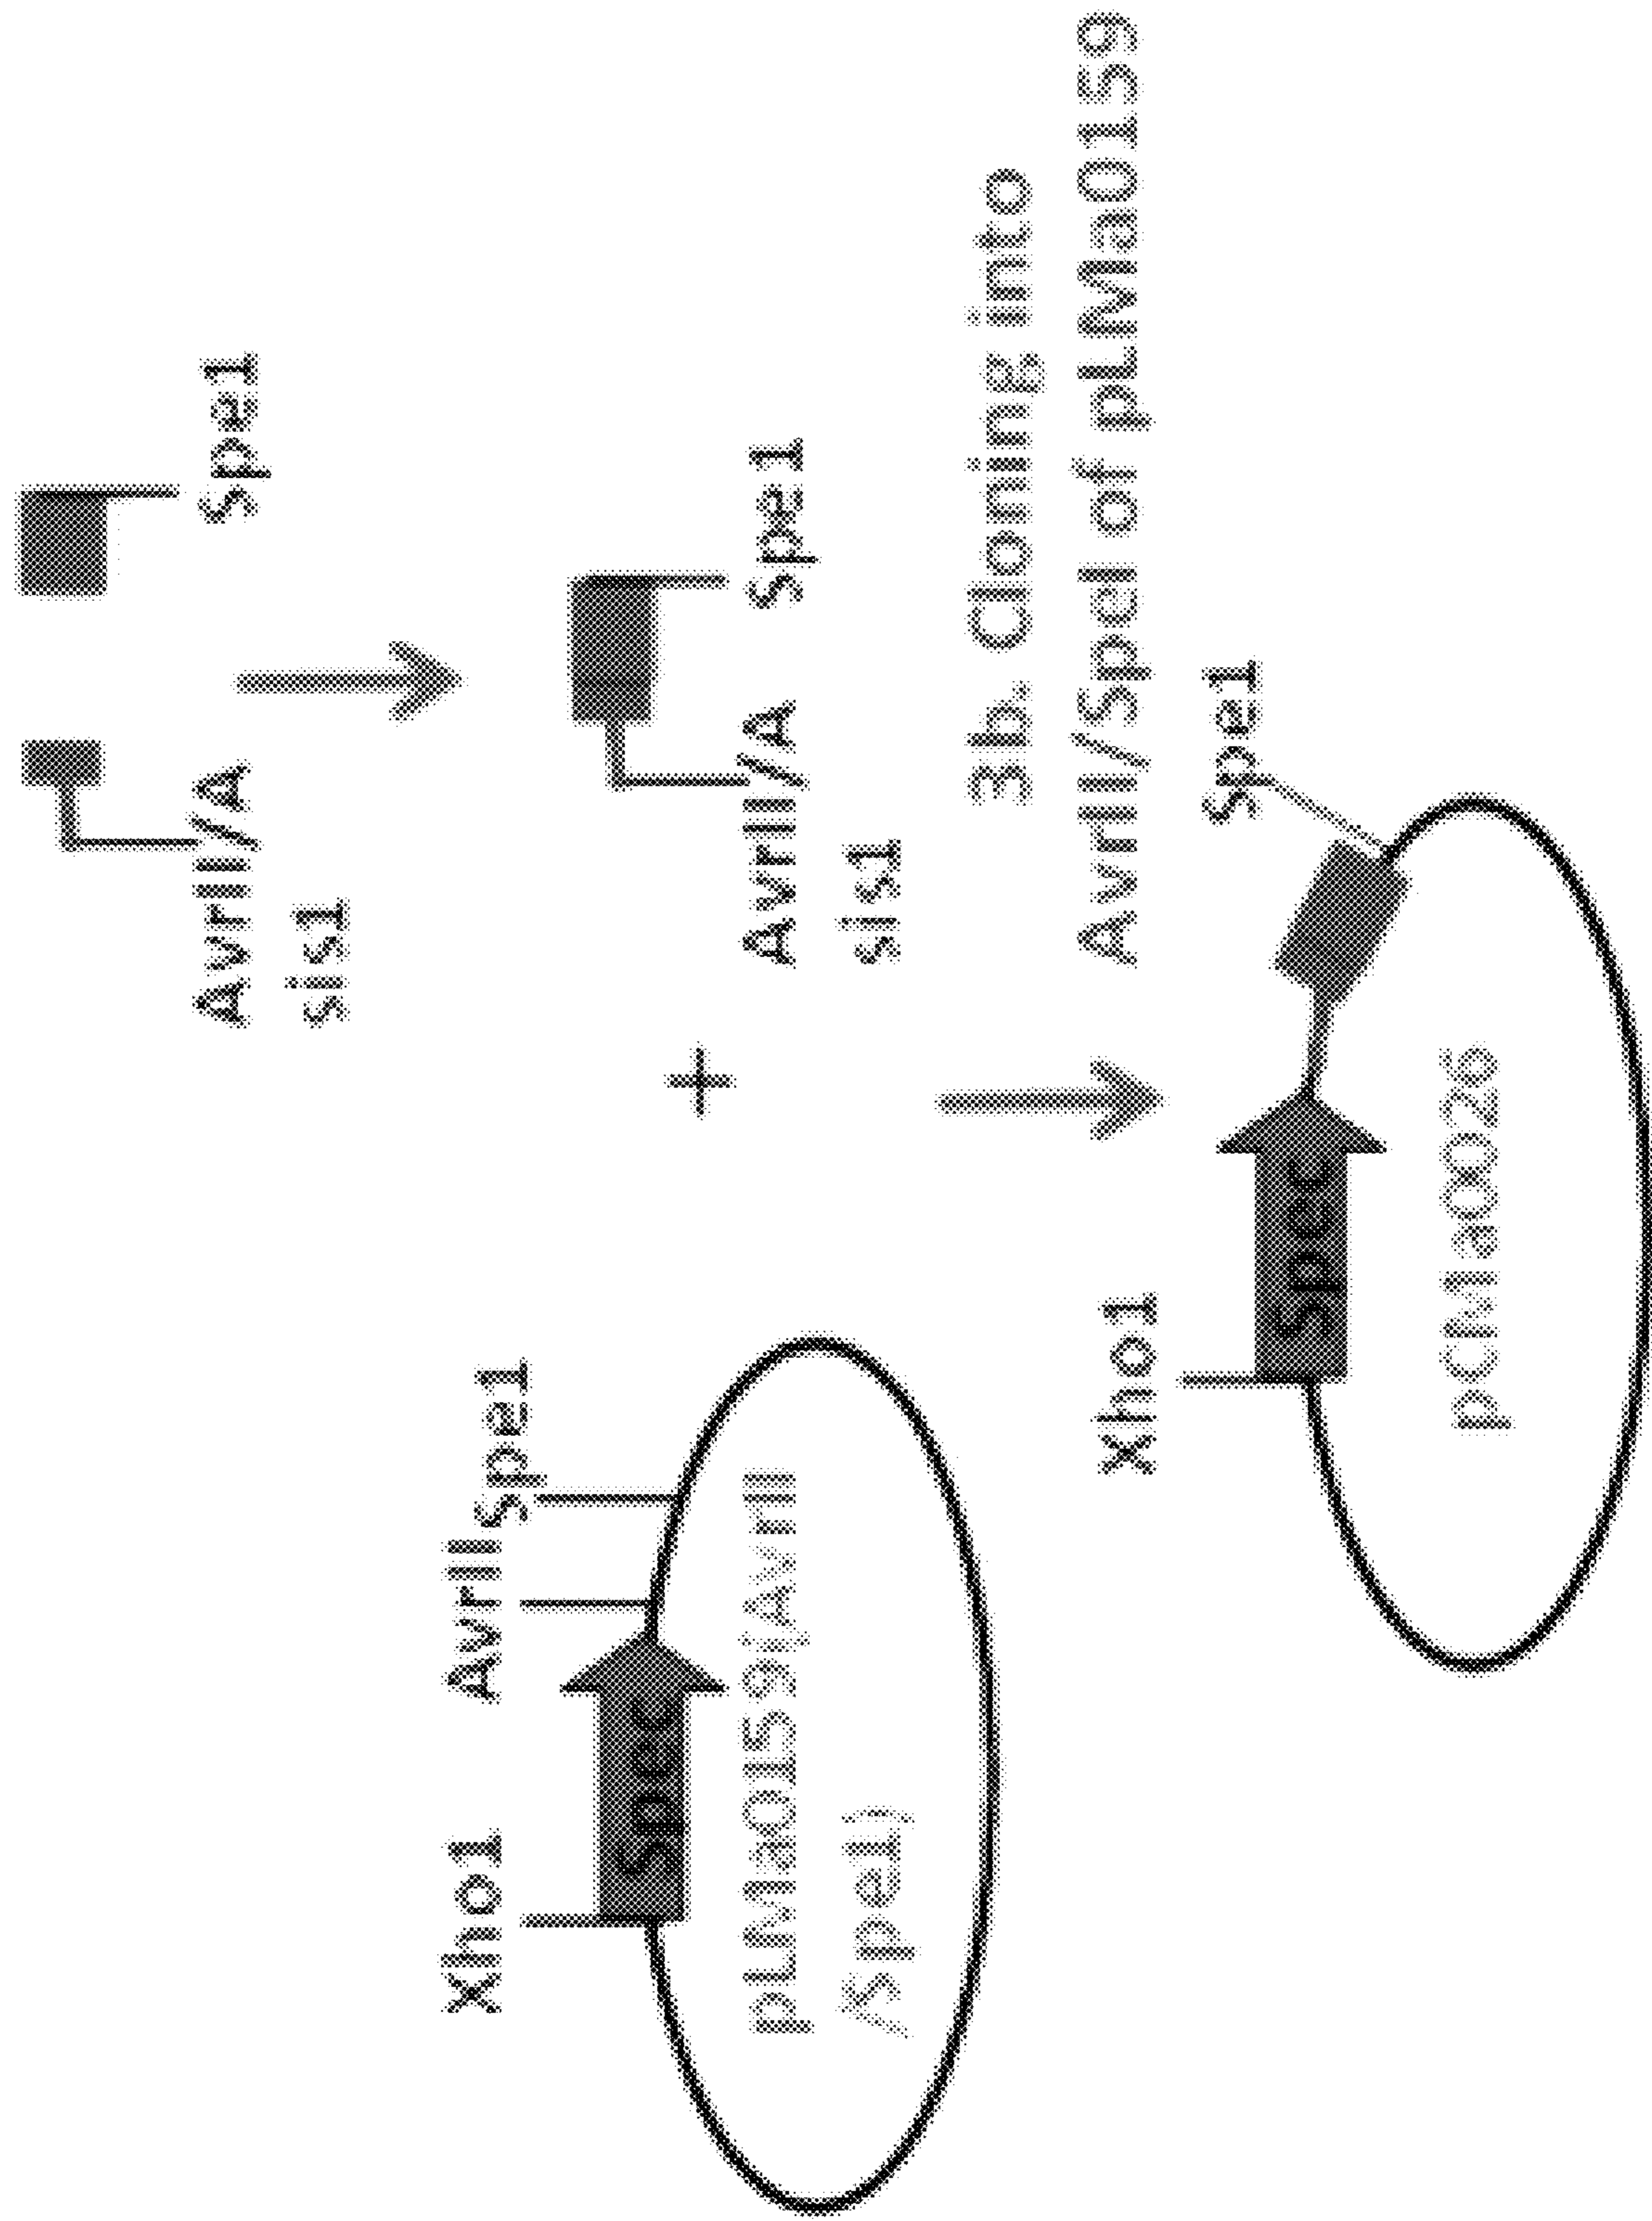 Spe1
AvrII/A
sis1
Xho1
AvrII
Spe1
Spec
pLMa0159[AvrII
/Spe1]
+
AvrII/A
sis1
Spe1
3b. Cloning into
AvrII/SpcI of pLMa0159
Xho1
Spec
Spe1
pCMa0026